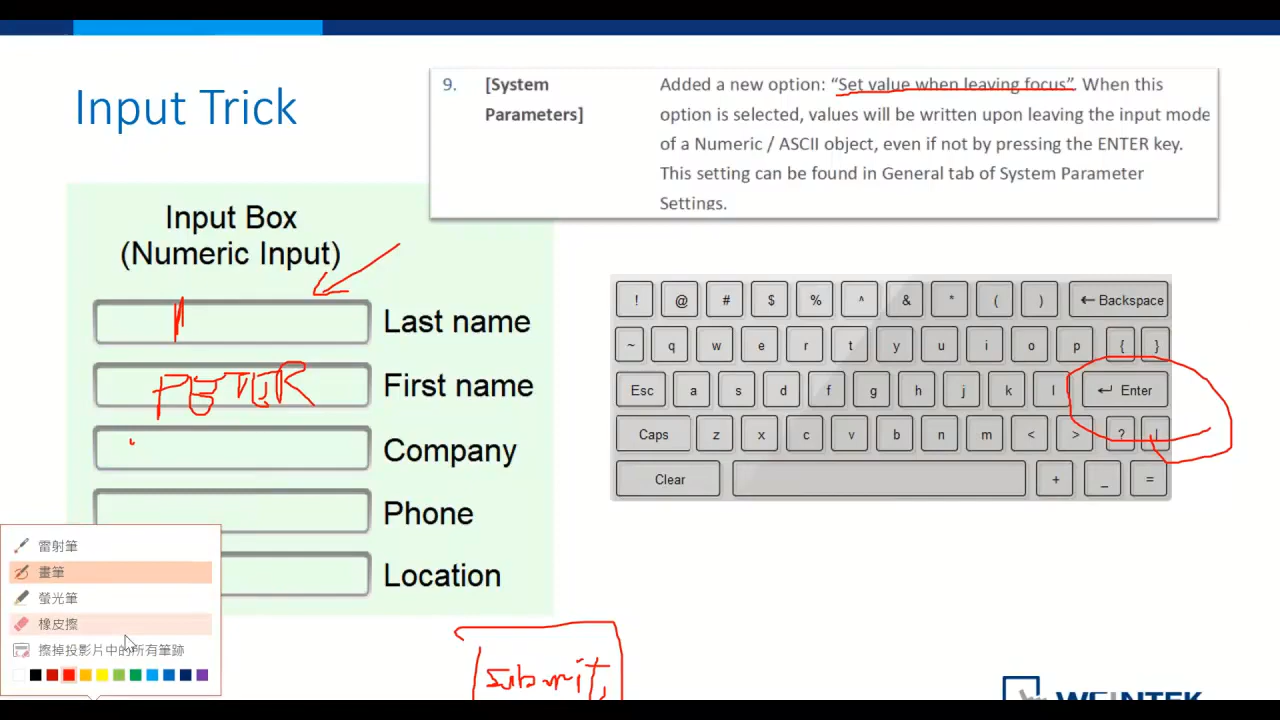 Input Trick
9. [System Parameters] Added a new option: “Set value when leaving focus”. When this
option is selected, values will be written upon leaving the input mode
of a Numeric / ASCII object, even if not by pressing the ENTER key.
This setting can be found in General tab of System Parameter
Settings.
Input Box
(Numeric Input)
Last name
PETER First name
Company
Phone
Location
! @ # $ % ^ & * ( ) ← Backspace
~ q w e r t y u i o p { }
Esc a s d f g h j k l ↵ Enter
Caps z x c v b n m < > ? |
Clear + _ =
雷射筆
畫筆
螢光筆
橡皮擦
擦掉投影片中的所有筆跡
submit
WEINTEK